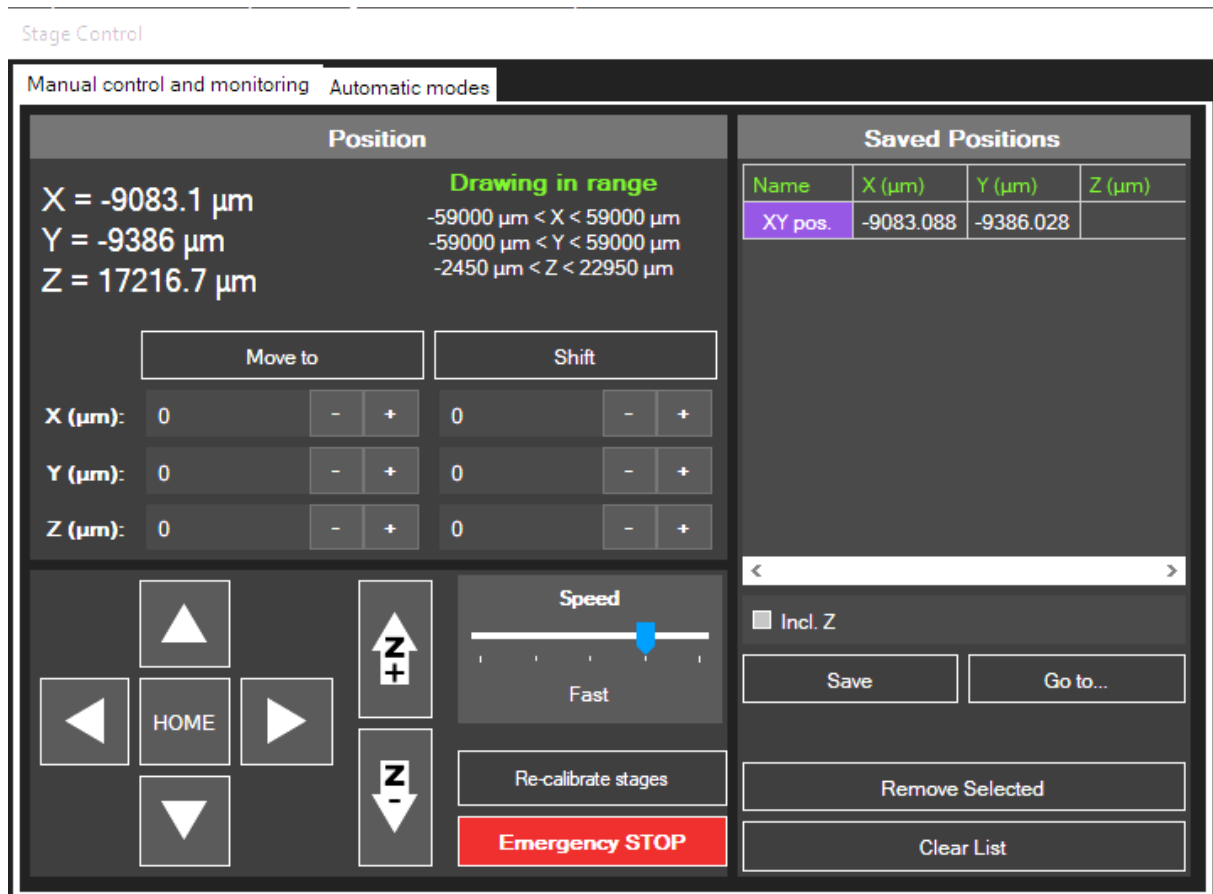 Stage Control
Manual control and monitoring
Automatic modes
Position
X = -9083.1 µm
Y = -9386 µm
Z = 17216.7 µm
Drawing in range
-59000 µm < X < 59000 µm
-59000 µm < Y < 59000 µm
-2450 µm < Z < 22950 µm
Move to
Shift
X (µm): 0 - + 0 - +
Y (µm): 0 - + 0 - +
Z (µm): 0 - + 0 - +
HOME
Z+
Z-
Speed
Fast
Re-calibrate stages
Emergency STOP
Saved Positions
Name X (µm) Y (µm) Z (µm)
XY pos. -9083.088 -9386.028
Incl. Z
Save
Go to...
Remove Selected
Clear List